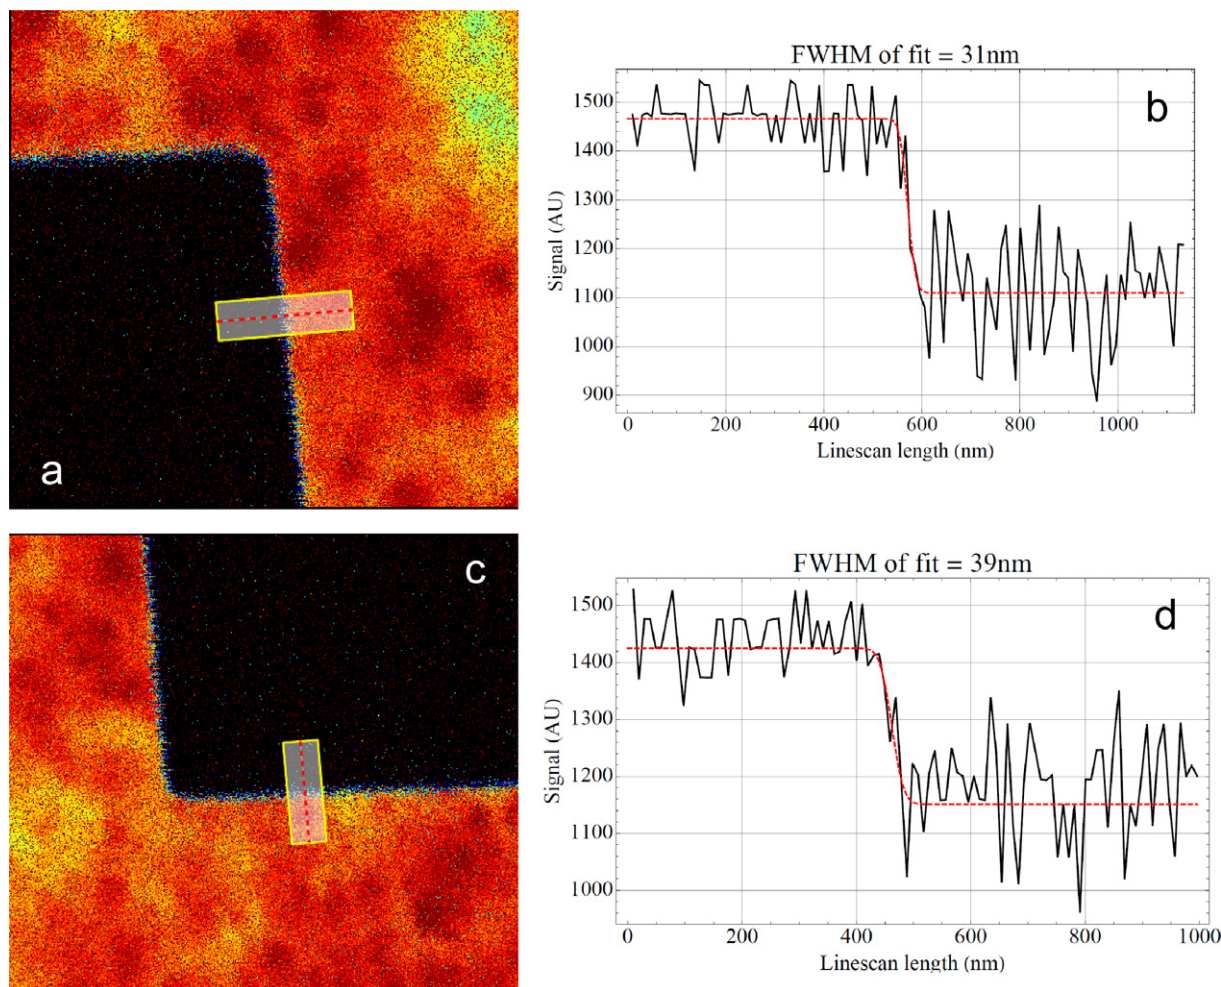 a
FWHM of fit = 31nm
b
1500
1400
1300
1200
1100
1000
900
Signal (AU)
0 200 400 600 800 1000
Linescan length (nm)
c
FWHM of fit = 39nm
d
1500
1400
1300
1200
1100
1000
Signal (AU)
0 200 400 600 800 1000
Linescan length (nm)